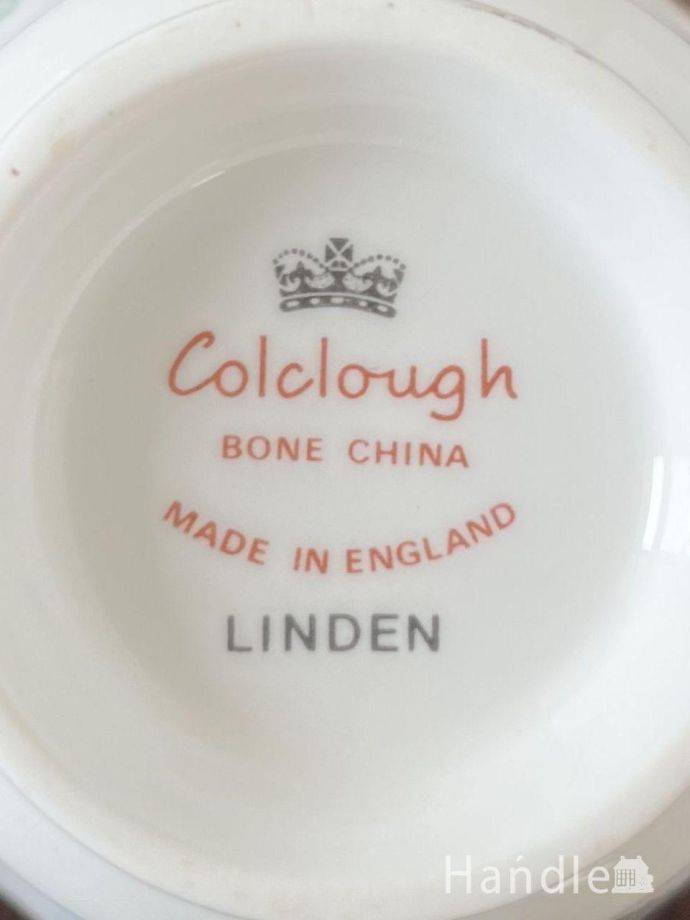 Colclough
BONE CHINA
MADE IN ENGLAND
LINDEN
Handle